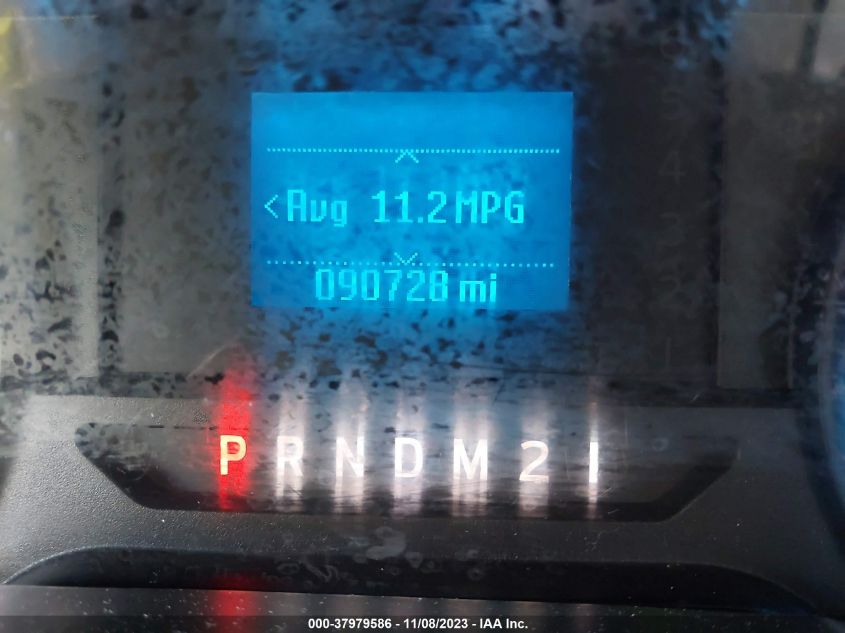 <Avg 11.2 MPG
090728 mi
P R N D M 2 1
000-37979586 - 11/08/2023 - IAA Inc.